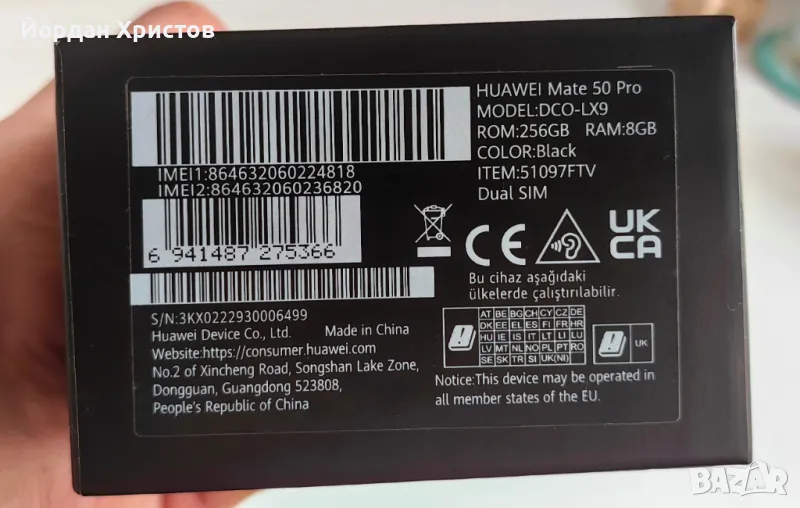 Йордан Христов
HUAWEI Mate 50 Pro
MODEL:DCO-LX9
ROM:256GB RAM:8GB
COLOR:Black
ITEM:51097FTV
Dual SIM
IMEI1:864632060224818
IMEI2:864632060236820
6 941487 275366
S/N:3KX0222930006499
Huawei Device Co., Ltd. Made in China
Website:https://consumer.huawei.com
No.2 of Xincheng Road, Songshan Lake Zone,
Dongguan, Guangdong 523808,
People's Republic of China
CE
UK
CA
Bu cihaz aşağıdaki
ülkelerde çalıştırılabilir.
AT BE BG CH CY CZ DE
DK EE EL ES FI FR HR
HU IE IS IT LI LT LU
LV MT NL NO PL PT RO
SE SK TR SI UK(NI)
UK
Notice:This device may be operated in
all member states of the EU.
BAZAR